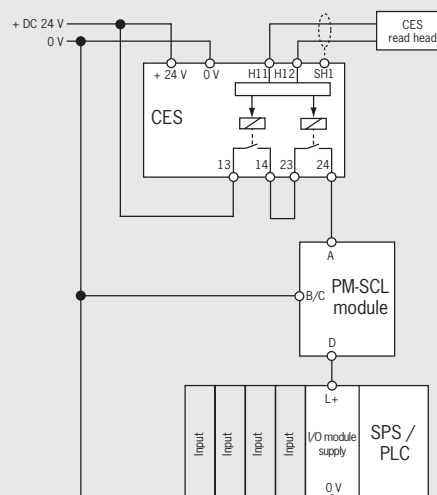 + DC 24 V
0 V
CES
read head
+ 24 V
0 V
H11
H12
SH1
CES
13
14
23
24
A
B/C
PM-SCL
module
D
L+
Input
Input
Input
Input
I/O module
supply
0 V
SPS /
PLC